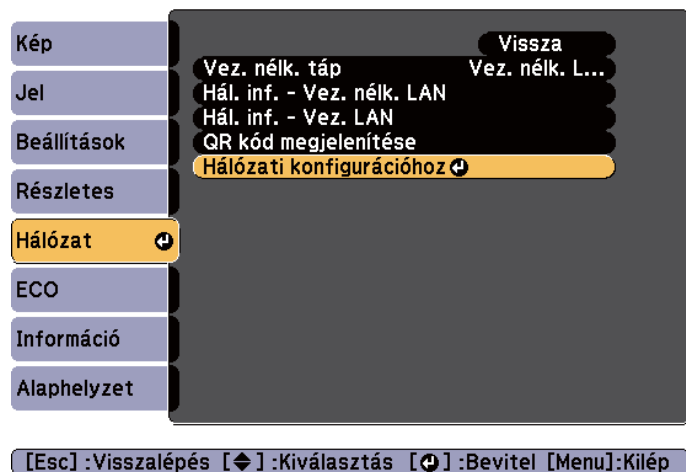 Kép
Jel
Beállítások
Részletes
Hálózat
ECO
Információ
Alaphelyzet
Vissza
Vez. nélk. táp Vez. nélk. L...
Hál. inf. - Vez. nélk. LAN
Hál. inf. - Vez. LAN
QR kód megjelenítése
Hálózati konfigurációhoz
[Esc] :Visszalépés [◆] :Kiválasztás [↵] :Bevitel [Menu]:Kilép